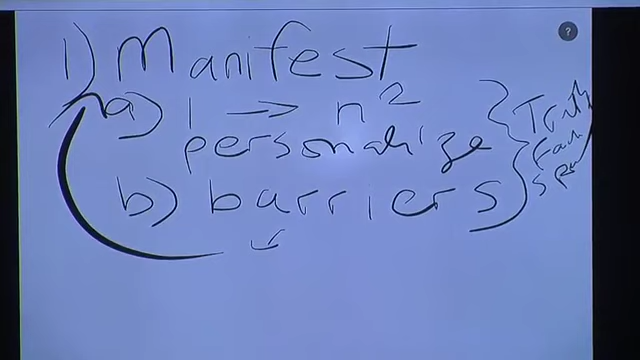 1) Manifest
a) 1 → n²
personalize
b) barriers
Truth
?